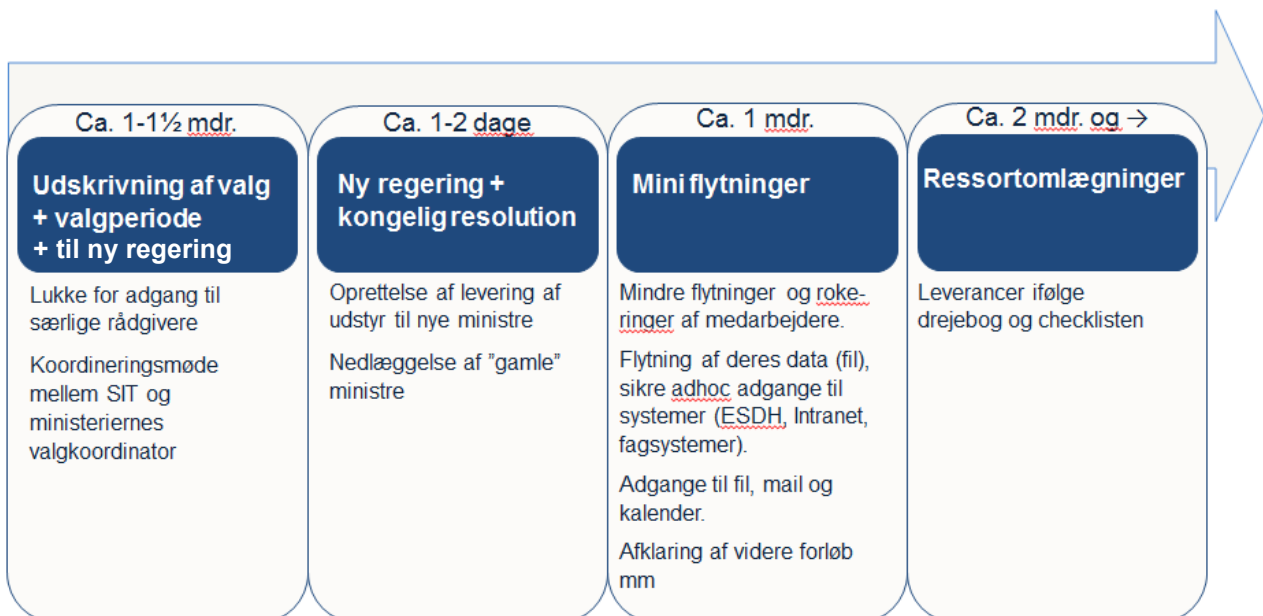 Ca. 1-1½ mdr.
Udskrivning af valg
+ valgperiode
+ til ny regering
Lukke for adgang til
særlige rådgivere
Koordineringsmøde
mellem SIT og
ministeriernes
valgkoordinator
Ca. 1-2 dage
Ny regering +
kongelig resolution
Oprettelse af levering af
udstyr til nye ministre
Nedlæggelse af ”gamle”
ministre
Ca. 1 mdr.
Mini flytninger
Mindre flytninger og roke-
ringer af medarbejdere.
Flytning af deres data (fil),
sikre adhoc adgange til
systemer (ESDH, Intranet,
fagsystemer).
Adgange til fil, mail og
kalender.
Afklaring af videre forløb
mm
Ca. 2 mdr. og →
Ressortomlægninger
Leverancer ifølge
drejebog og checklisten